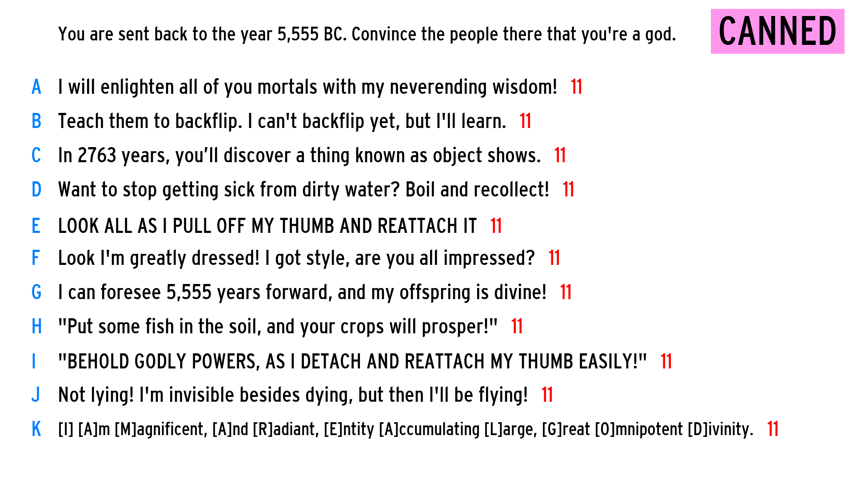 You are sent back to the year 5,555 BC. Convince the people there that you're a god.
CANNED
A I will enlighten all of you mortals with my neverending wisdom! 11
B Teach them to backflip. I can't backflip yet, but I'll learn. 11
C In 2763 years, you’ll discover a thing known as object shows. 11
D Want to stop getting sick from dirty water? Boil and recollect! 11
E LOOK ALL AS I PULL OFF MY THUMB AND REATTACH IT 11
F Look I'm greatly dressed! I got style, are you all impressed? 11
G I can foresee 5,555 years forward, and my offspring is divine! 11
H "Put some fish in the soil, and your crops will prosper!" 11
I "BEHOLD GODLY POWERS, AS I DETACH AND REATTACH MY THUMB EASILY!" 11
J Not lying! I'm invisible besides dying, but then I'll be flying! 11
K [I] [A]m [M]agnificent, [A]nd [R]adiant, [E]ntity [A]ccumulating [L]arge, [G]reat [O]mnipotent [D]ivinity. 11